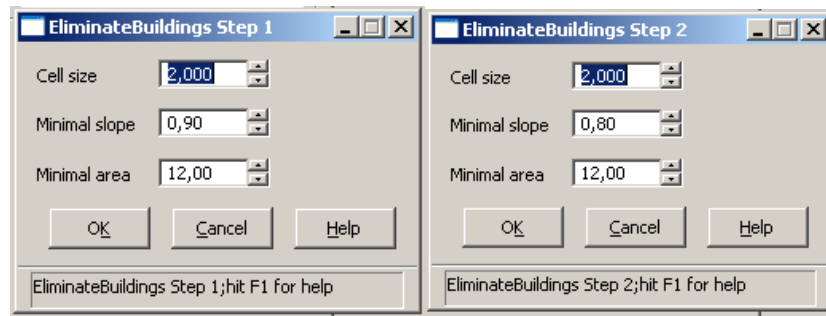 EliminateBuildings Step 1
Cell size 2,000
Minimal slope 0,90
Minimal area 12,00
OK Cancel Help
EliminateBuildings Step 1;hit F1 for help
EliminateBuildings Step 2
Cell size 2,000
Minimal slope 0,80
Minimal area 12,00
OK Cancel Help
EliminateBuildings Step 2;hit F1 for help